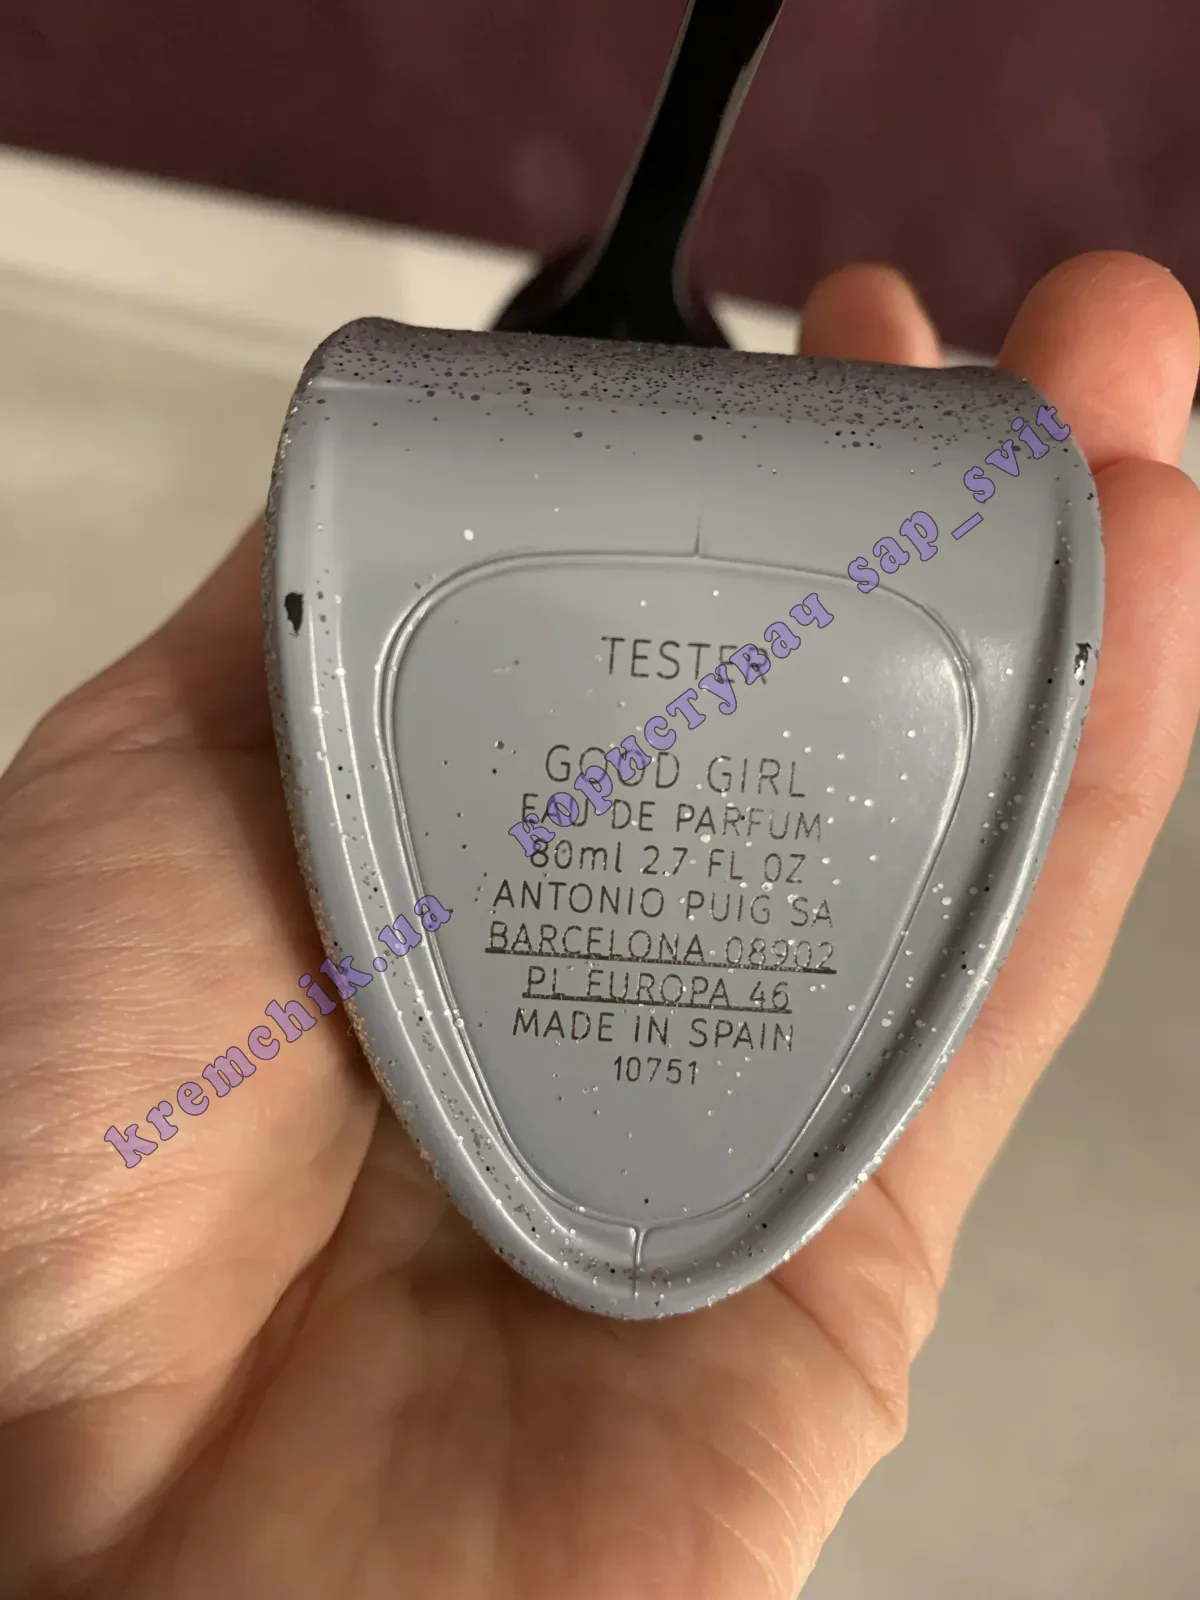 TESTER
GOOD GIRL
EAU DE PARFUM
80ml 2.7 FL OZ
ANTONIO PUIG SA
BARCELONA 08902
PL EUROPA 46
MADE IN SPAIN
10751
kremchik.ua користувач sap_svit